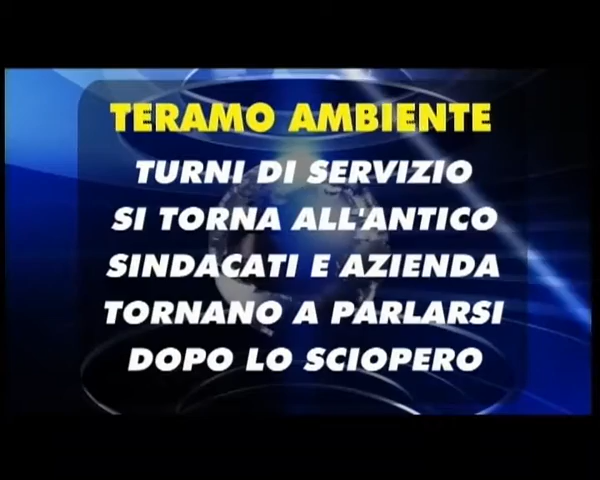 TERAMO AMBIENTE
TURNI DI SERVIZIO
SI TORNA ALL'ANTICO
SINDACATI E AZIENDA
TORNANO A PARLARSI
DOPO LO SCIOPERO